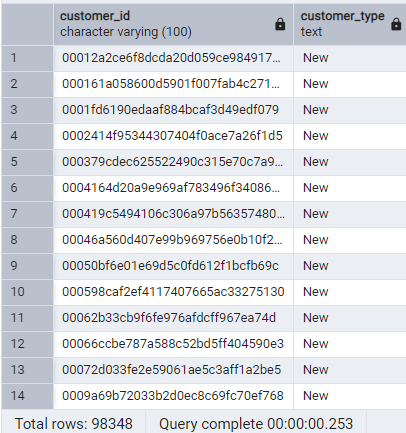 customer_id customer_type
character varying (100) text
1 00012a2ce6f8dcda20d059ce984917... New
2 000161a058600d5901f007fab4c271... New
3 0001fd6190edaaf884bcaf3d49edf079 New
4 0002414f95344307404f0ace7a26f1d5 New
5 000379cdec625522490c315e70c7a9... New
6 0004164d20a9e969af783496f34086... New
7 000419c5494106c306a97b56357480... New
8 00046a560d407e99b969756e0b10f2... New
9 00050bf6e01e69d5c0fd612f1bcfb69c New
10 000598caf2ef4117407665ac33275130 New
11 00062b33cb9f6fe976afdcff967ea74d New
12 00066ccbe787a588c52bd5ff404590e3 New
13 00072d033fe2e59061ae5c3aff1a2be5 New
14 0009a69b72033b2d0ec8c69fc70ef768 New
Total rows: 98348 Query complete 00:00:00.253